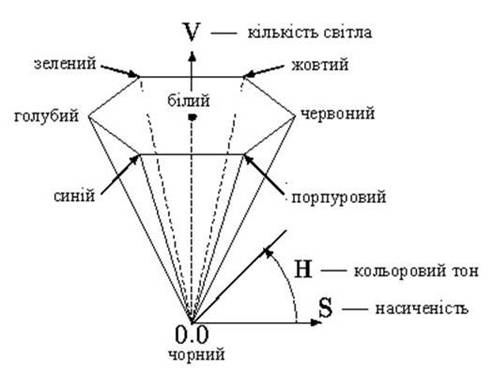 V — кількість світла
зелений
жовтий
білий
голубий
червоний
синій
порпуровий
H — кольоровий тон
S — насиченість
0.0
чорний